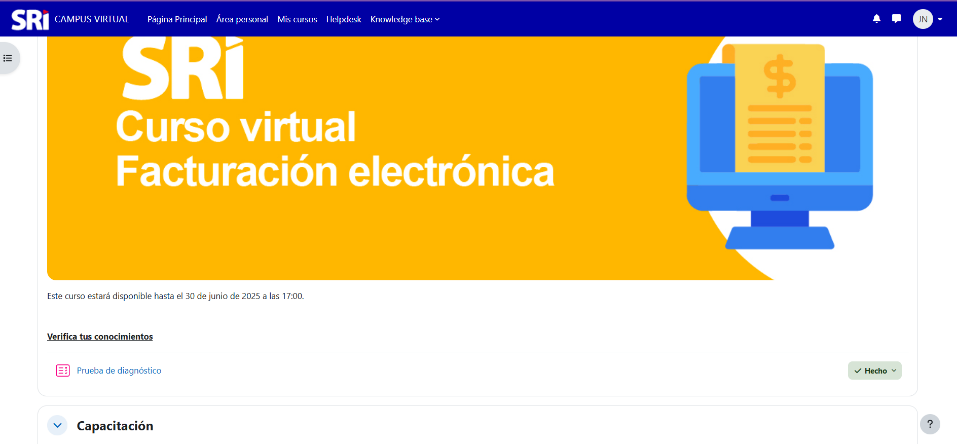 SRi CAMPUS VIRTUAL Página Principal Área personal Mis cursos Helpdesk Knowledge base JN
SRi
Curso virtual
Facturación electrónica
$
Este curso estará disponible hasta el 30 de junio de 2025 a las 17:00.
Verifica tus conocimientos
Prueba de diagnóstico Hecho
Capacitación ?